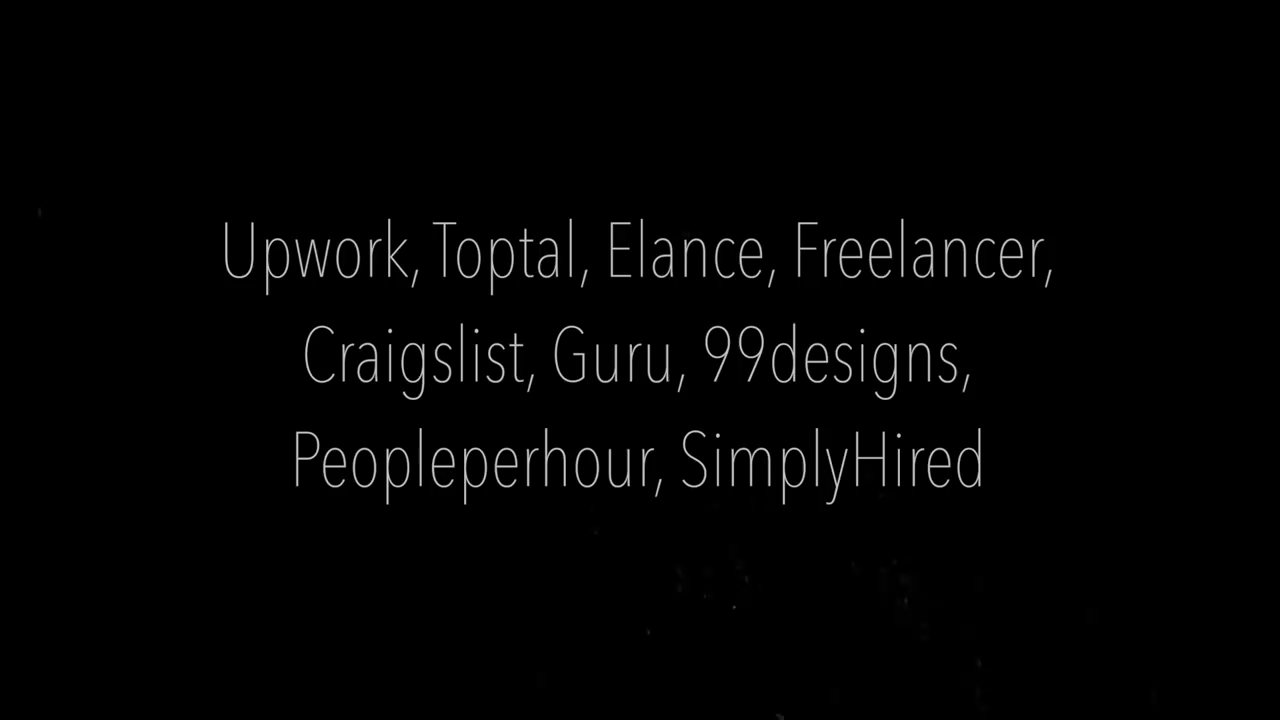 Upwork, Toptal, Elance, Freelancer,
Craigslist, Guru, 99designs,
Peopleperhour, SimplyHired